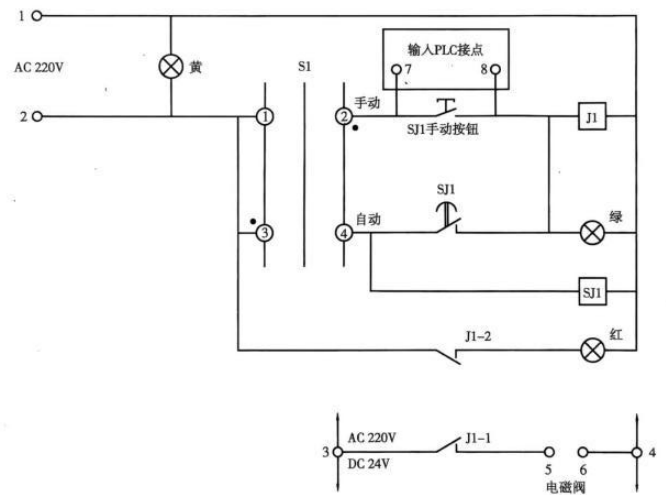 1
AC 220V
黄
S1
输入PLC接点
7
8
2
①
②
手动
SJ1手动按钮
J1
SJ1
③
④
自动
绿
SJ1
J1-2
红
3
AC 220V
DC 24V
J1-1
5
6
4
电磁阀